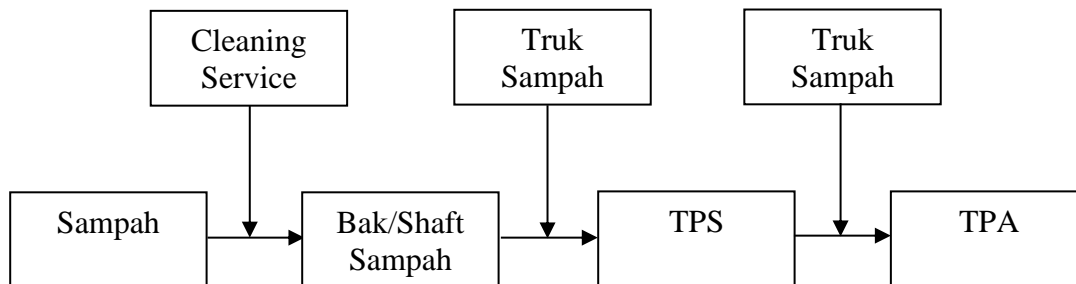 Cleaning
Service
Truk
Sampah
Truk
Sampah
Sampah
Bak/Shaft
Sampah
TPS
TPA